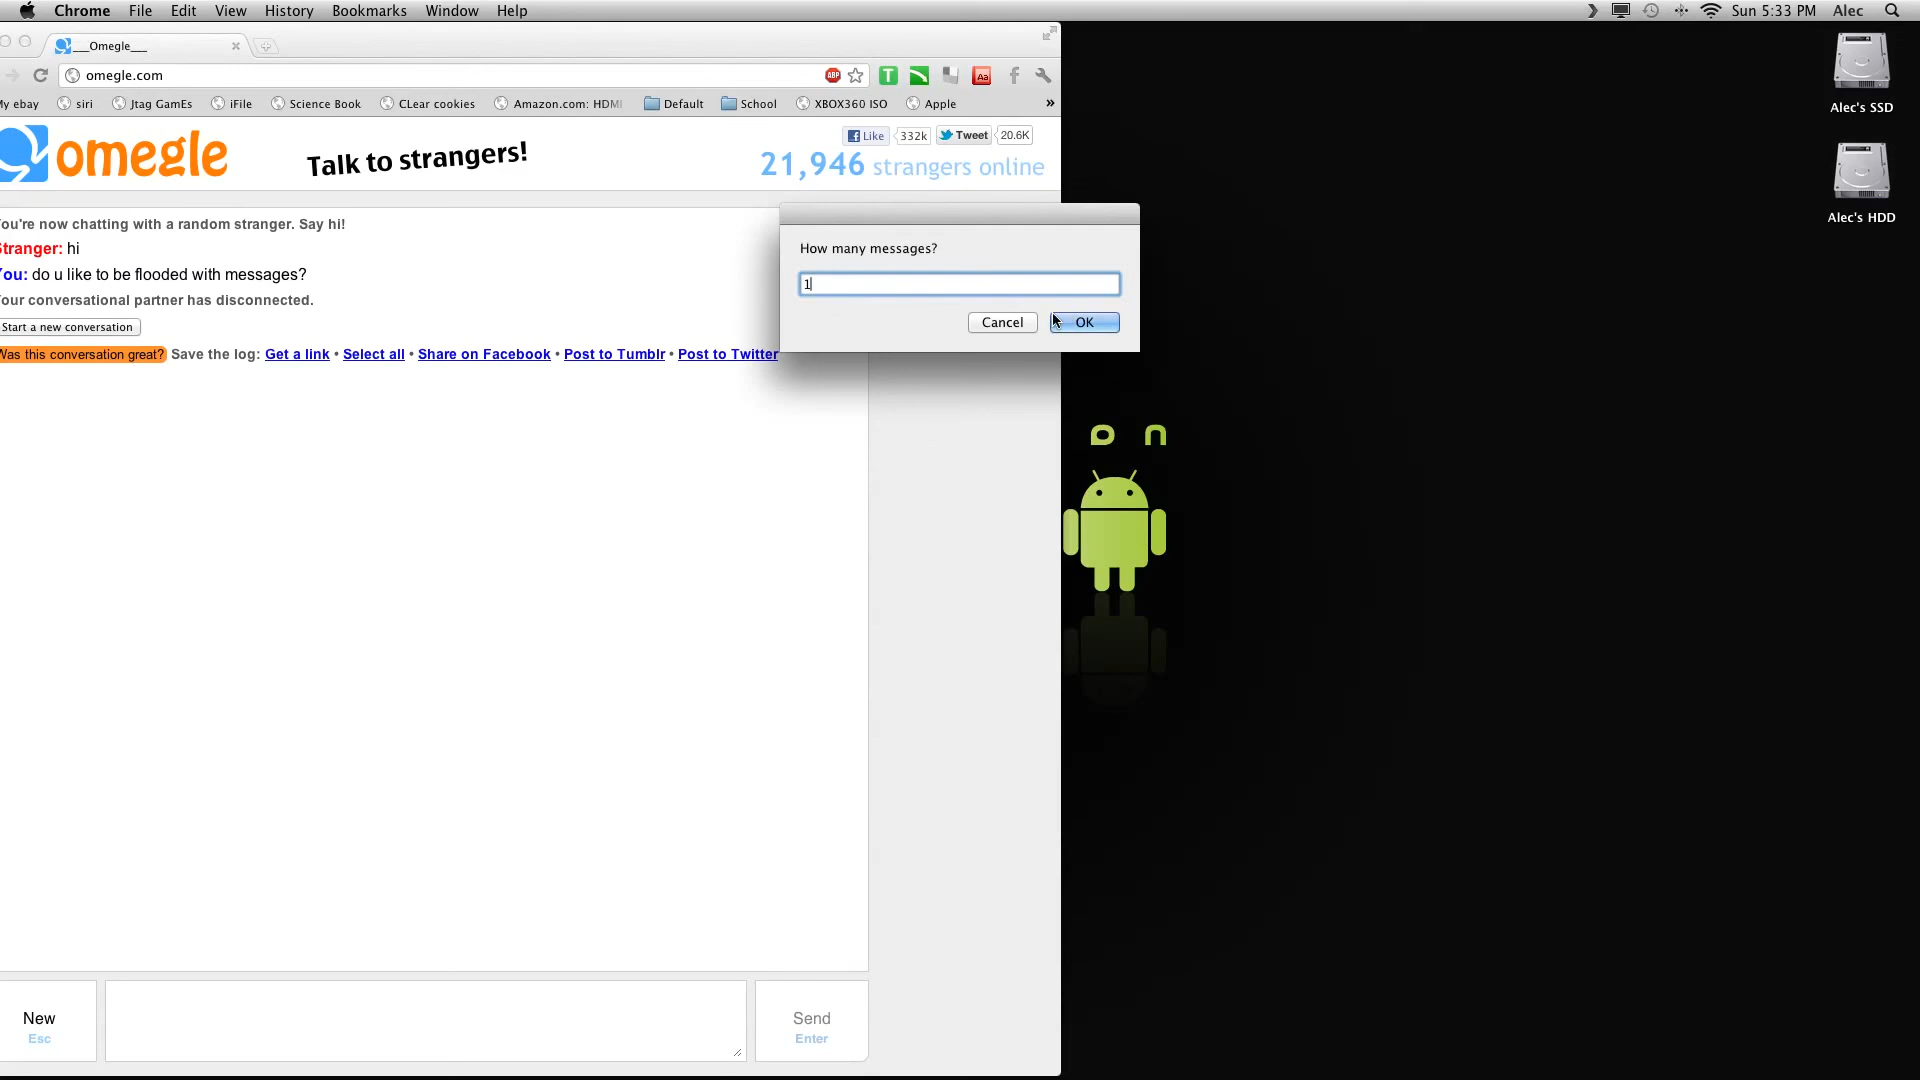 Chrome File Edit View History Bookmarks Window Help Sun 5:33 PM Alec
__Omegle__
omegle.com
ABP T Aa f
y ebay siri Jtag GamEs iFile Science Book CLear cookies Amazon.com: HDMI Default School XBOX360 ISO Apple »
omegle Talk to strangers!
Like 332k Tweet 20.6K
21,946 strangers online
ou're now chatting with a random stranger. Say hi!
Stranger: hi
You: do u like to be flooded with messages?
our conversational partner has disconnected.
Start a new conversation
Was this conversation great? Save the log: Get a link • Select all • Share on Facebook • Post to Tumblr • Post to Twitter
How many messages?
1
Cancel OK
Alec's SSD
Alec's HDD
New
Esc
Send
Enter